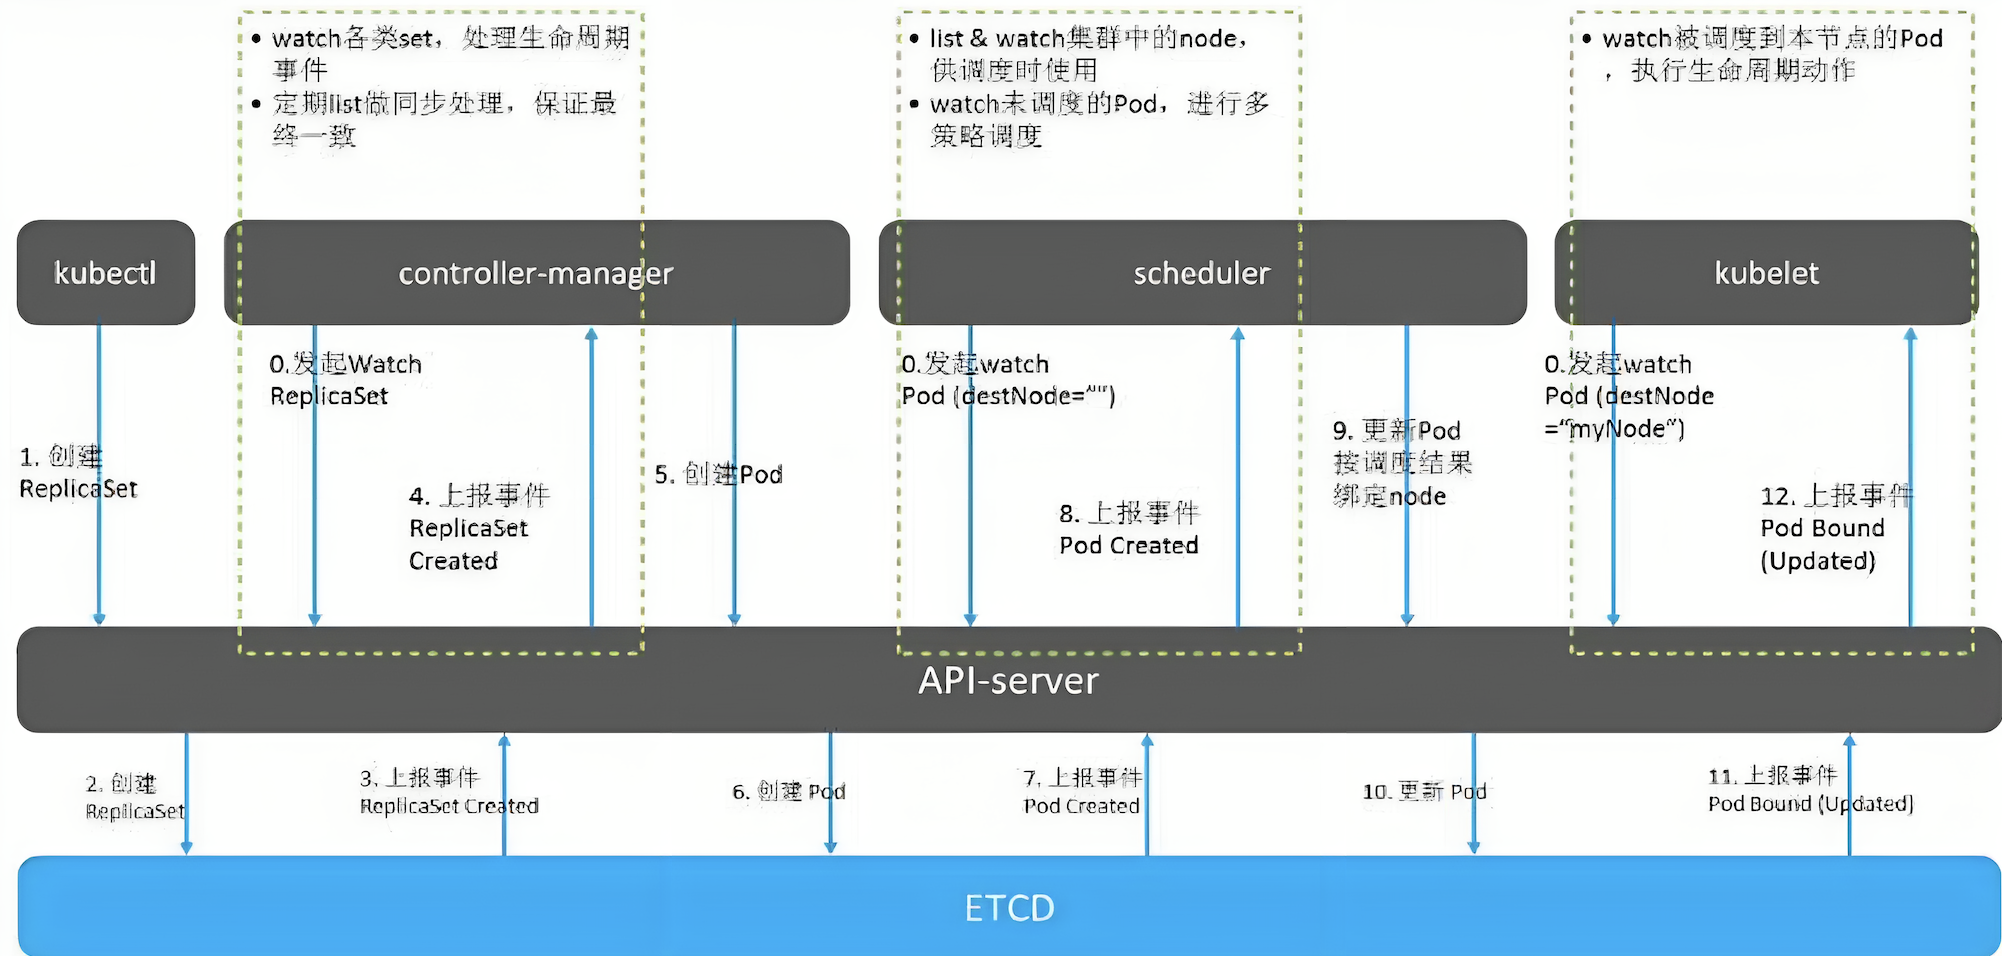 • watch各类set，处理生命周期
事件
• 定期list做同步处理，保证最
终一致
• list & watch集群中的node，
供调度时使用
• watch未调度的Pod，进行多
策略调度
• watch被调度到本节点的Pod
，执行生命周期动作
kubectl
controller-manager
scheduler
kubelet
0.发起Watch
ReplicaSet
0.发起watch
Pod (destNode=“”)
0.发起watch
Pod (destNode
=“myNode“)
1. 创建
ReplicaSet
4. 上报事件
ReplicaSet
Created
5. 创建Pod
8. 上报事件
Pod Created
9. 更新Pod
按调度结果
绑定node
12. 上报事件
Pod Bound
(Updated)
API-server
2. 创建
ReplicaSet
3. 上报事件
ReplicaSet Created
6. 创建 Pod
7. 上报事件
Pod Created
10. 更新 Pod
11. 上报事件
Pod Bound (Updated)
ETCD